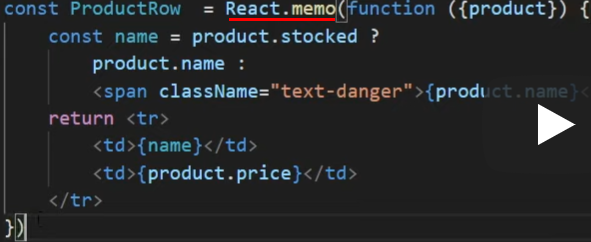 const ProductRow = React.memo(function ({product}) {
const name = product.stocked ?
product.name :
<span className="text-danger">{product.name}<
return <tr>
<td>{name}</td>
<td>{product.price}</td>
</tr>
})